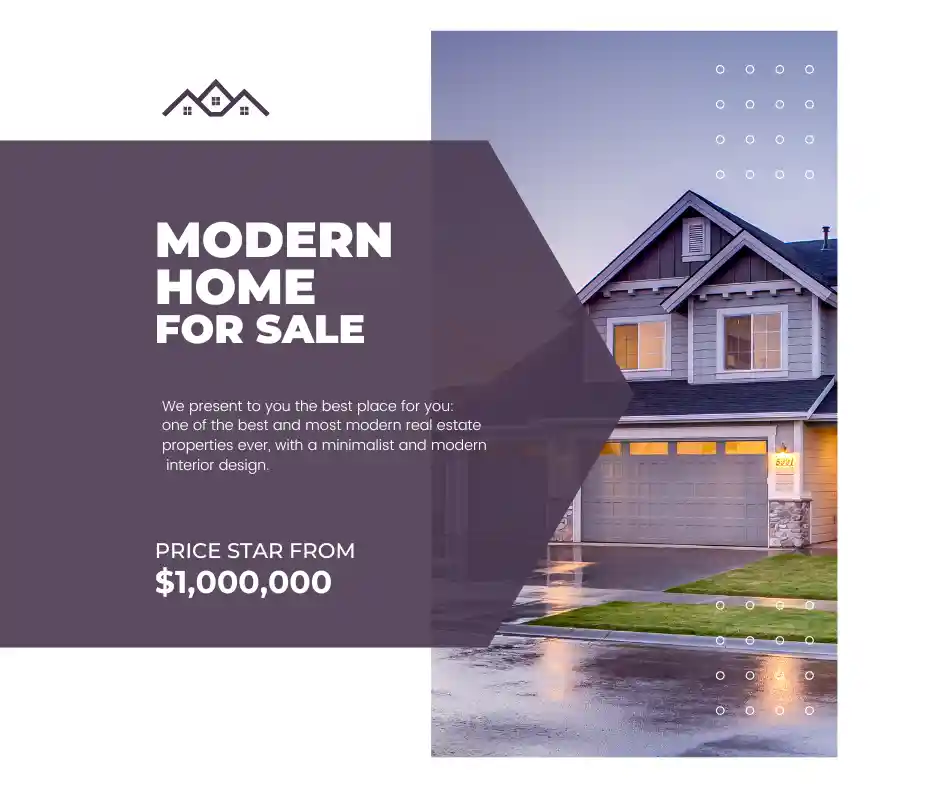 MODERN
HOME
FOR SALE
We present to you the best place for you:
one of the best and most modern real estate
properties ever, with a minimalist and modern
interior design.
PRICE STAR FROM
$1,000,000